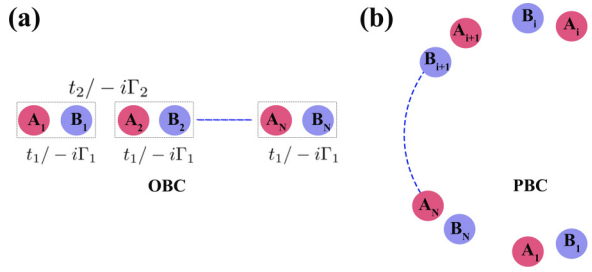 (a)
t₂/ − iΓ₂
A₁ B₁ A₂ B₂ A_N B_N
t₁/ − iΓ₁ t₁/ − iΓ₁ t₁/ − iΓ₁
OBC
(b)
B_i A_i
A_{i+1}
B_{i+1}
A_N
B_N
PBC
A₁ B₁